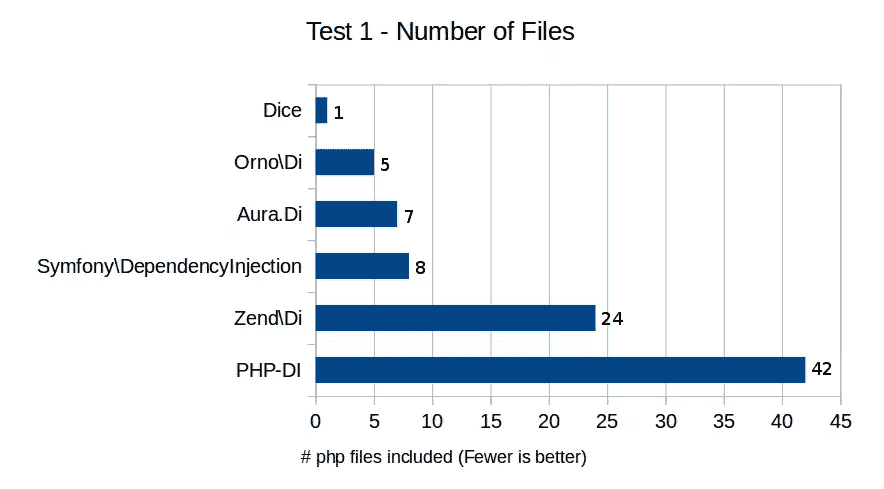 Test 1 - Number of Files
Dice 1
Orno\Di 5
Aura.Di 7
Symfony\DependencyInjection 8
Zend\Di 24
PHP-DI 42
0 5 10 15 20 25 30 35 40 45
# php files included (Fewer is better)